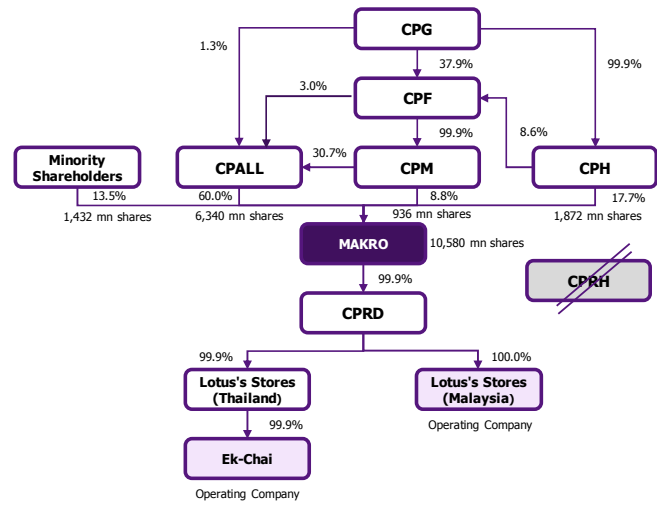 CPG
1.3%
37.9%
99.9%
CPF
3.0%
8.6%
99.9%
Minority
Shareholders
CPALL
30.7%
CPM
CPH
13.5%
60.0%
8.8%
17.7%
1,432 mn shares
6,340 mn shares
936 mn shares
1,872 mn shares
MAKRO
10,580 mn shares
CPRH
99.9%
CPRD
99.9%
100.0%
Lotus's Stores
(Thailand)
Lotus's Stores
(Malaysia)
99.9%
Operating Company
Ek-Chai
Operating Company